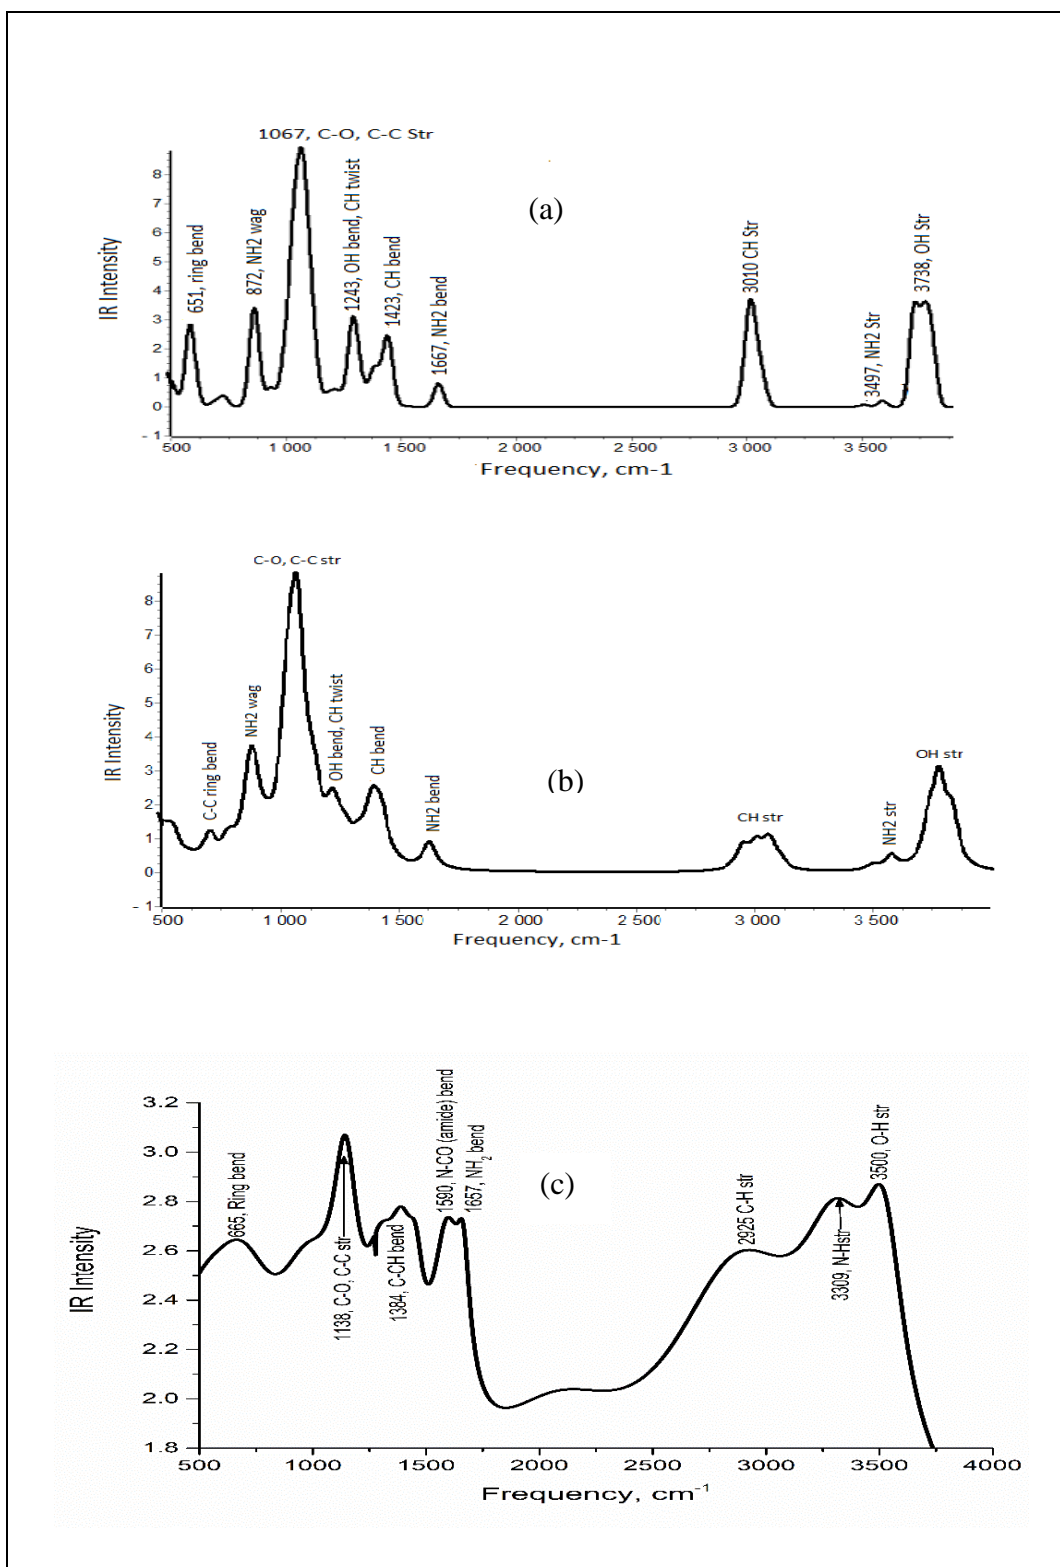 1067, C-O, C-C Str
(a)
IR Intensity
8
7
6
5
4
3
2
1
0
- 1
651, ring bend
872, NH2 wag
1243, OH bend, CH twist
1423, CH bend
1667, NH2 bend
3010 CH Str
3497, NH2 Str
3738, OH Str
500 1 000 1 500 2 000 2 500 3 000 3 500
Frequency, cm-1
C-O, C-C str
(b)
IR Intensity
8
7
6
5
4
3
2
1
0
- 1
C-C ring bend
NH2 wag
OH bend, CH twist
CH bend
NH2 bend
CH str
NH2 str
OH str
500 1 000 1 500 2 000 2 500 3 000 3 500
Frequency, cm-1
(c)
IR Intensity
3.2
3.0
2.8
2.6
2.4
2.2
2.0
1.8
665, Ring bend
1138, C-O, C-C str
1384, C-CH bend
1590, N-CO (amide) bend
1657, NH2 bend
2925 C-H str
3309, N-Hstr
3500, O-H str
500 1000 1500 2000 2500 3000 3500 4000
Frequency, cm-1